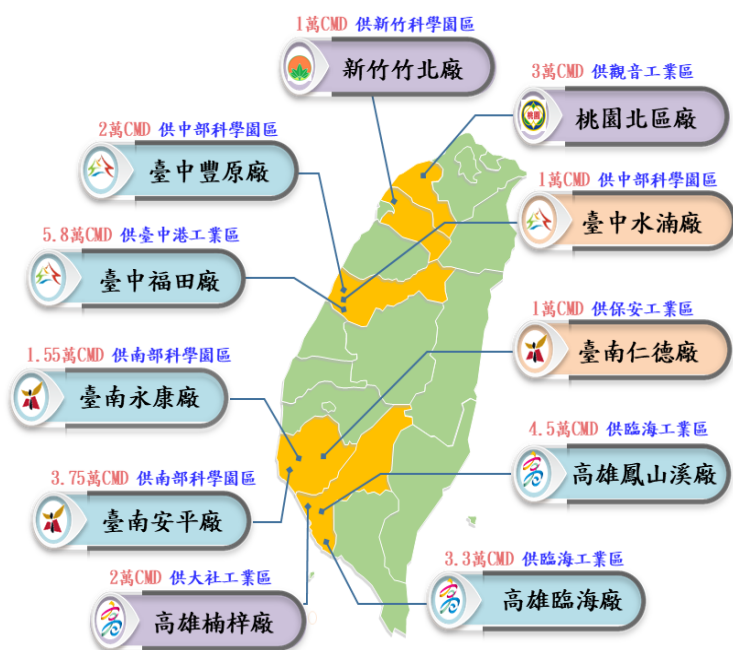 1萬CMD 供新竹科學園區
新竹竹北廠
3萬CMD 供觀音工業區
桃園
桃園北區廠
2萬CMD 供中部科學園區
臺中豐原廠
1萬CMD 供中部科學園區
臺中水湳廠
5.8萬CMD 供臺中港工業區
臺中福田廠
1萬CMD 供保安工業區
臺南仁德廠
1.55萬CMD 供南部科學園區
臺南永康廠
4.5萬CMD 供臨海工業區
高雄鳳山溪廠
3.75萬CMD 供南部科學園區
臺南安平廠
3.3萬CMD 供臨海工業區
高雄臨海廠
2萬CMD 供大社工業區
高雄楠梓廠